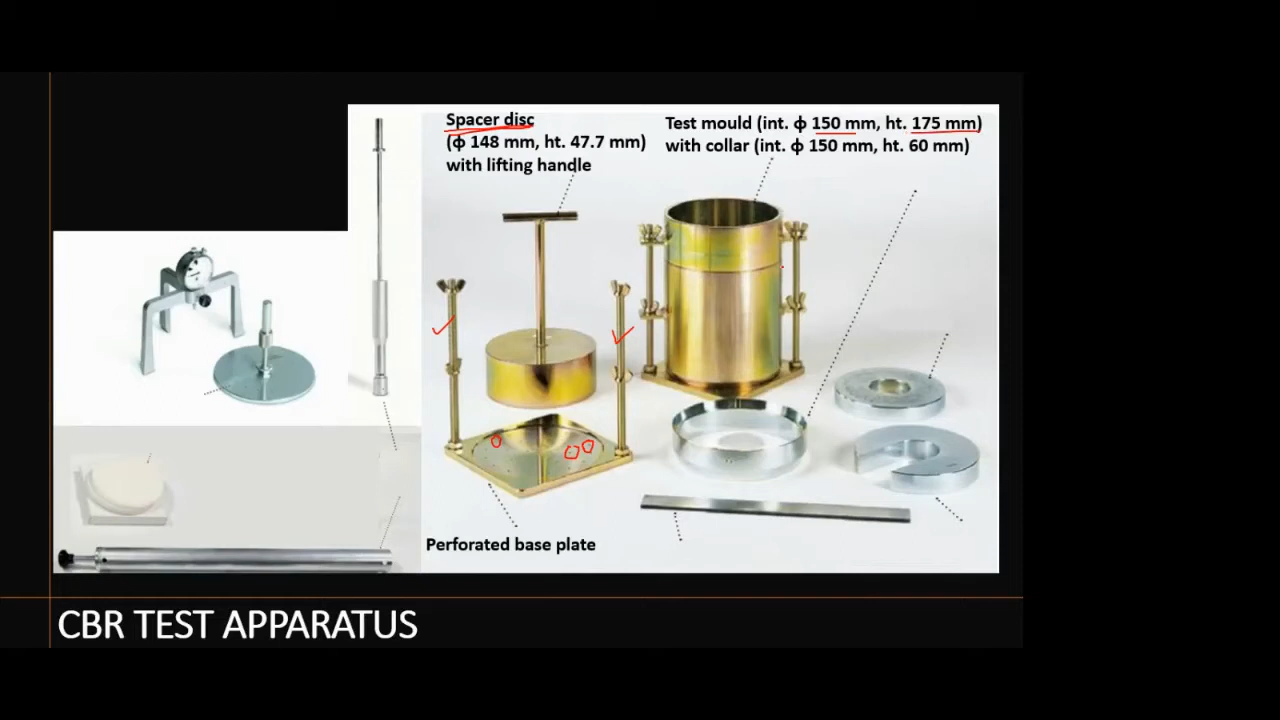 Spacer disc
(ф 148 mm, ht. 47.7 mm)
with lifting handle
Test mould (int. ф 150 mm, ht. 175 mm)
with collar (int. ф 150 mm, ht. 60 mm)
Perforated base plate
CBR TEST APPARATUS